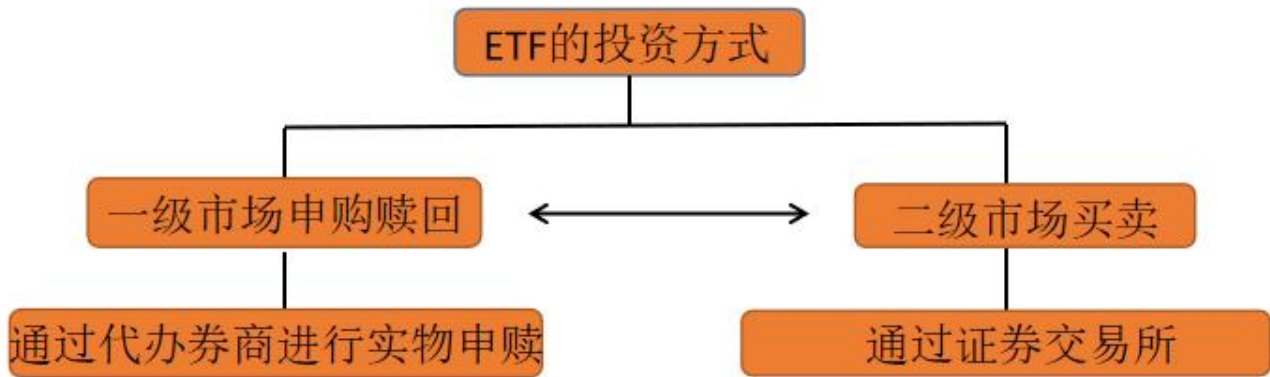 ETF的投资方式
一级市场申购赎回
二级市场买卖
通过代办券商进行实物申赎
通过证券交易所